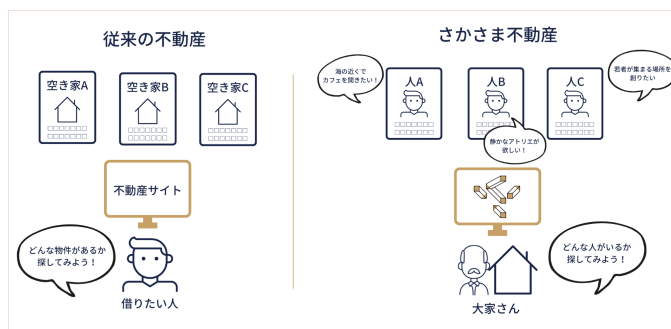 従来の不動産
空き家A
空き家B
空き家C
不動産サイト
どんな物件があるか
探してみよう！
借りたい人
さかさま不動産
海の近くで
カフェを開きたい！
人A
人B
人C
若者が集まる場所を
創りたい
静かなアトリエが
欲しい！
どんな人がいるか
探してみよう！
大家さん